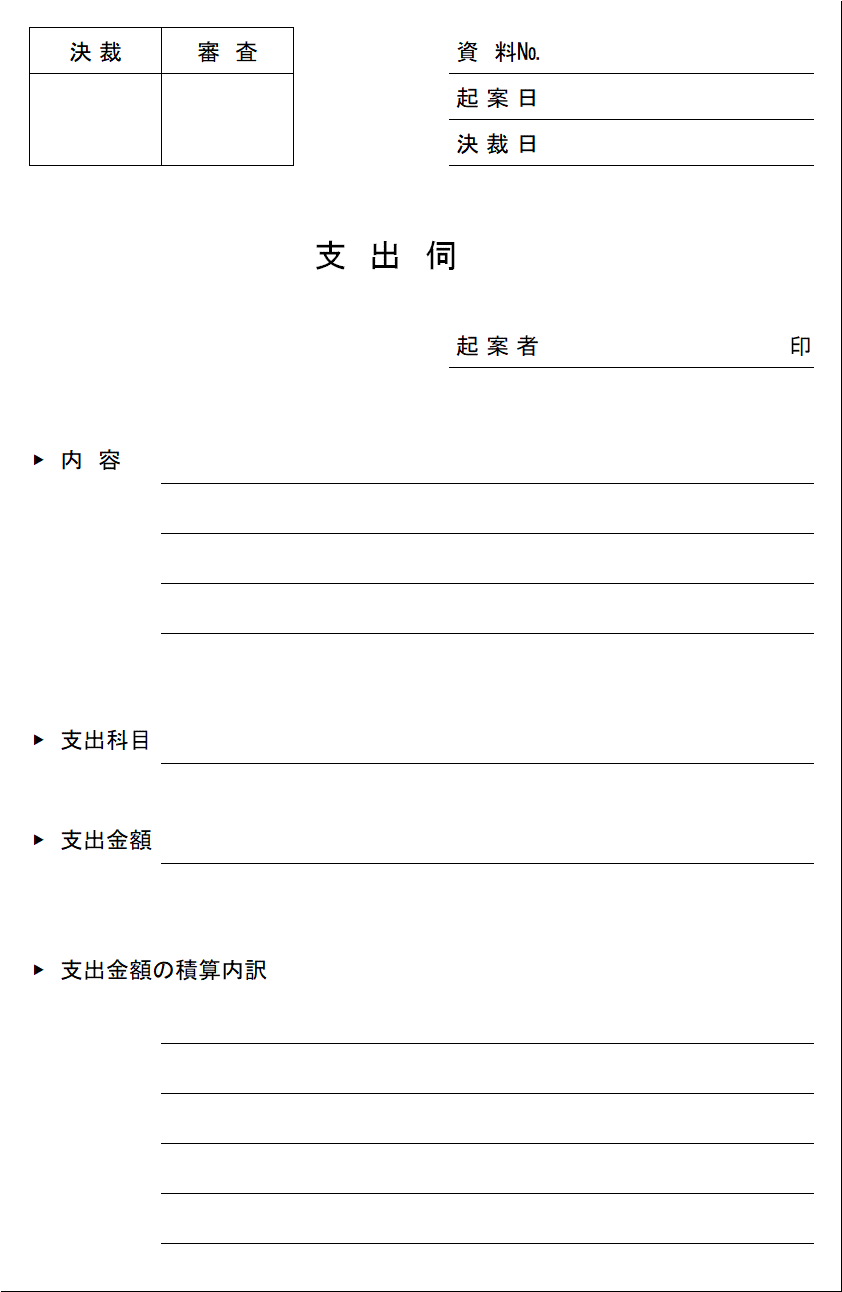 決 裁 審 査
資 料№
起 案 日
決 裁 日
支 出 伺
起 案 者 印
▶ 内 容
▶ 支出科目
▶ 支出金額
▶ 支出金額の積算内訳